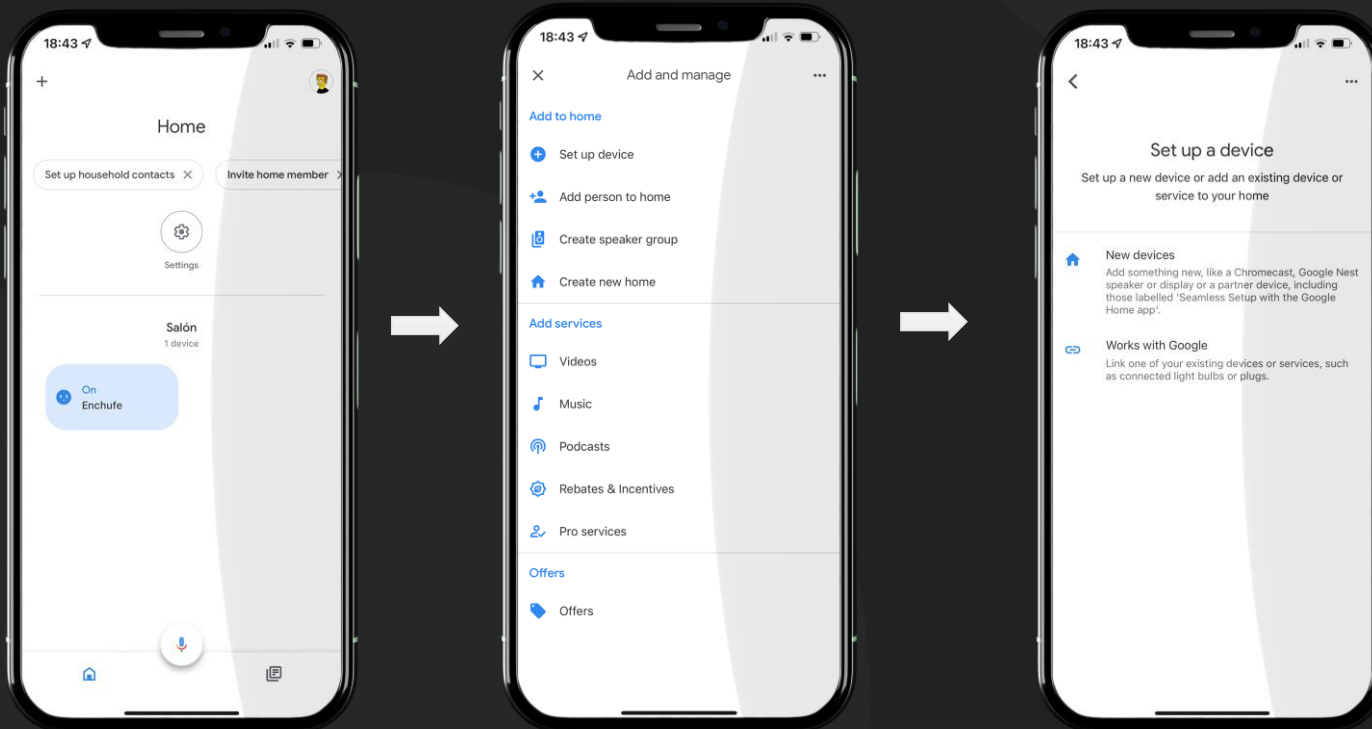 18:43
Home
Set up household contacts
Invite home member
Settings
Salón
1 device
On
Enchufe
18:43
Add and manage
Add to home
Set up device
Add person to home
Create speaker group
Create new home
Add services
Videos
Music
Podcasts
Rebates & Incentives
Pro services
Offers
Offers
18:43
Set up a device
Set up a new device or add an existing device or
service to your home
New devices
Add something new, like a Chromecast, Google Nest
speaker or display or a partner device, including
those labelled 'Seamless Setup with the Google
Home app'.
Works with Google
Link one of your existing devices or services, such
as connected light bulbs or plugs.